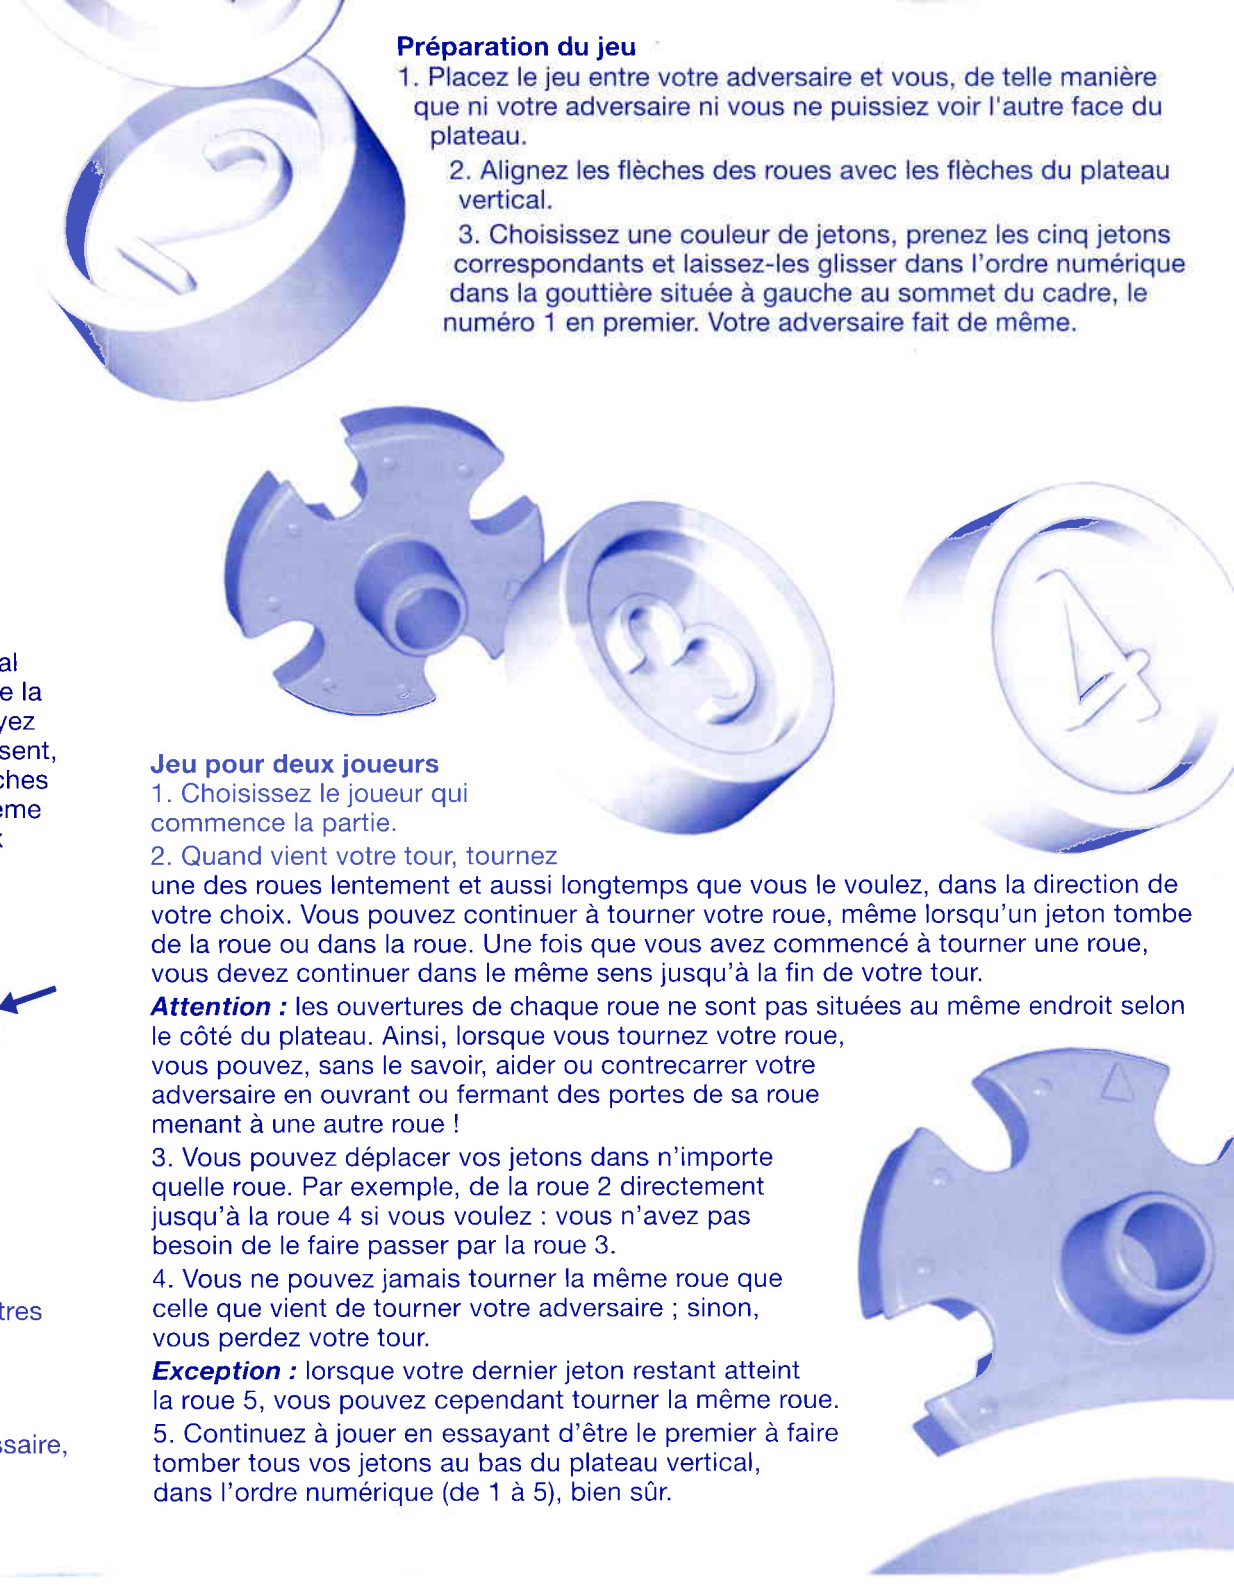 Préparation du jeu
1. Placez le jeu entre votre adversaire et vous, de telle manière
que ni votre adversaire ni vous ne puissiez voir l'autre face du
plateau.
2. Alignez les flèches des roues avec les flèches du plateau
vertical.
3. Choisissez une couleur de jetons, prenez les cinq jetons
correspondants et laissez-les glisser dans l'ordre numérique
dans la gouttière située à gauche au sommet du cadre, le
numéro 1 en premier. Votre adversaire fait de même.
2
3
4
al
e la
yez
sent,
ches
ème
Jeu pour deux joueurs
1. Choisissez le joueur qui
commence la partie.
2. Quand vient votre tour, tournez
une des roues lentement et aussi longtemps que vous le voulez, dans la direction de
votre choix. Vous pouvez continuer à tourner votre roue, même lorsqu'un jeton tombe
de la roue ou dans la roue. Une fois que vous avez commencé à tourner une roue,
vous devez continuer dans le même sens jusqu'à la fin de votre tour.
Attention : les ouvertures de chaque roue ne sont pas situées au même endroit selon
le côté du plateau. Ainsi, lorsque vous tournez votre roue,
vous pouvez, sans le savoir, aider ou contrecarrer votre
adversaire en ouvrant ou fermant des portes de sa roue
menant à une autre roue !
3. Vous pouvez déplacer vos jetons dans n'importe
quelle roue. Par exemple, de la roue 2 directement
jusqu'à la roue 4 si vous voulez : vous n'avez pas
besoin de le faire passer par la roue 3.
4. Vous ne pouvez jamais tourner la même roue que
celle que vient de tourner votre adversaire ; sinon,
vous perdez votre tour.
Exception : lorsque votre dernier jeton restant atteint
la roue 5, vous pouvez cependant tourner la même roue.
5. Continuez à jouer en essayant d'être le premier à faire
tomber tous vos jetons au bas du plateau vertical,
dans l'ordre numérique (de 1 à 5), bien sûr.
tres
ssaire,